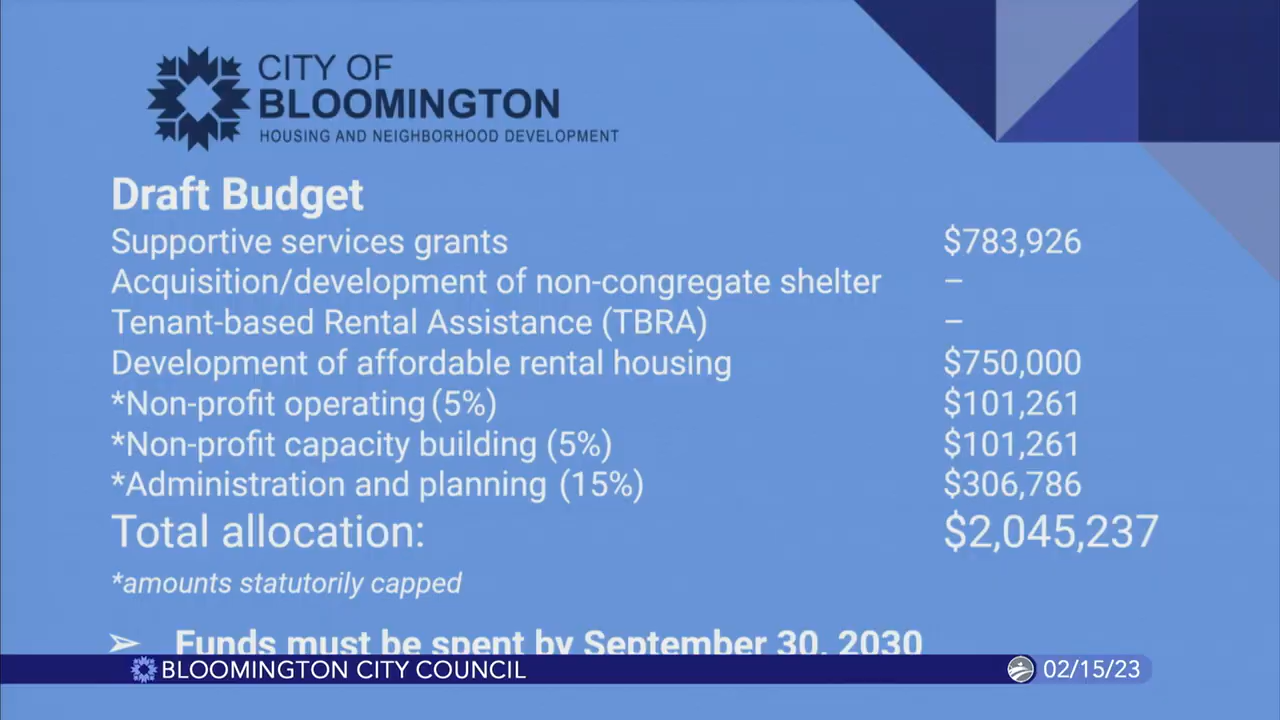 CITY OF
BLOOMINGTON
HOUSING AND NEIGHBORHOOD DEVELOPMENT
Draft Budget
Supportive services grants $783,926
Acquisition/development of non-congregate shelter –
Tenant-based Rental Assistance (TBRA) –
Development of affordable rental housing $750,000
*Non-profit operating (5%) $101,261
*Non-profit capacity building (5%) $101,261
*Administration and planning (15%) $306,786
Total allocation: $2,045,237
*amounts statutorily capped
➢ Funds must be spent by September 30, 2030
BLOOMINGTON CITY COUNCIL 02/15/23